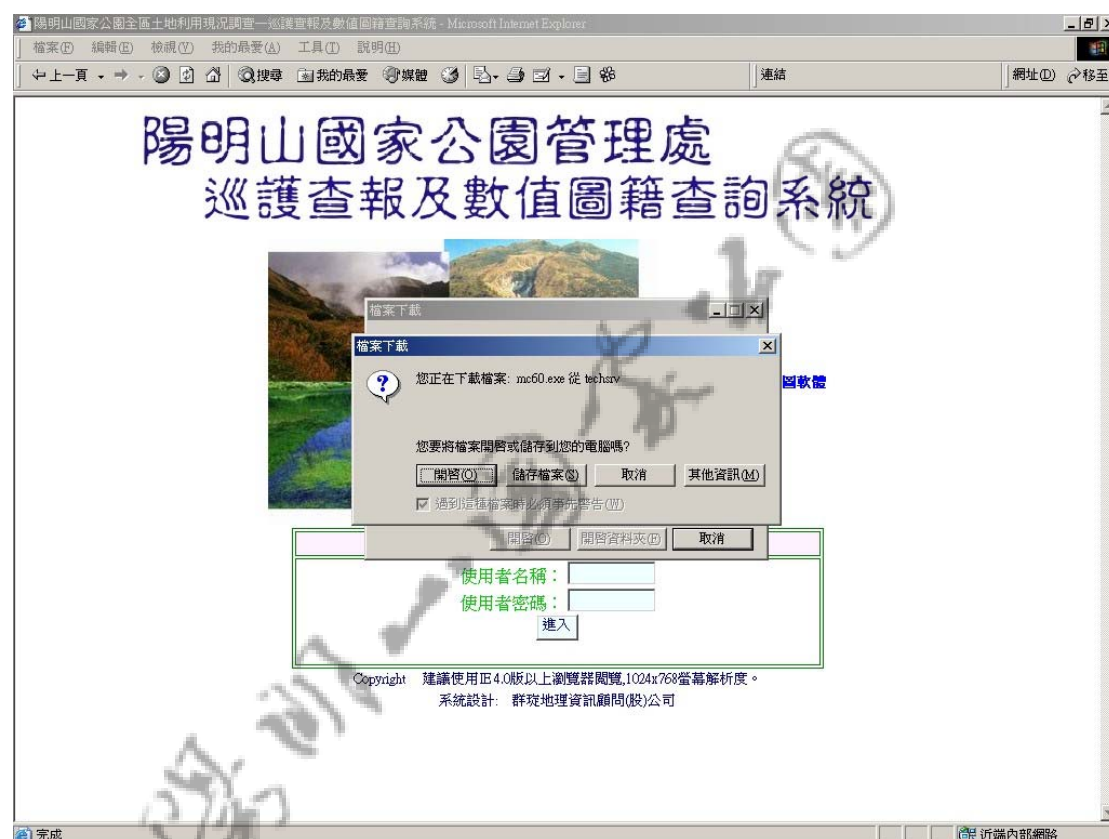 陽明山國家公園全區土地利用現況調查—巡護查報及數值圖籍查詢系統 - Microsoft Internet Explorer
檔案(F) 編輯(E) 檢視(V) 我的最愛(A) 工具(T) 說明(H)
上一頁 搜尋 我的最愛 媒體 連結 網址(D) 移至
陽明山國家公園管理處
巡護查報及數值圖籍查詢系統
檔案下載
檔案下載
您正在下載檔案: mc60.exe 從 techsrv
圖軟體
您要將檔案開啟或儲存到您的電腦嗎?
開啟(O) 儲存檔案(S) 取消 其他資訊(M)
遇到這種檔案時必須事先警告(W)
開啟(O) 開啟資料夾(F) 取消
使用者名稱：
使用者密碼：
進入
Copyright 建議使用IE4.0版以上瀏覽器閱覽,1024x768螢幕解析度。
系統設計: 群琁地理資訊顧問(股)公司
完成 近端內部網路